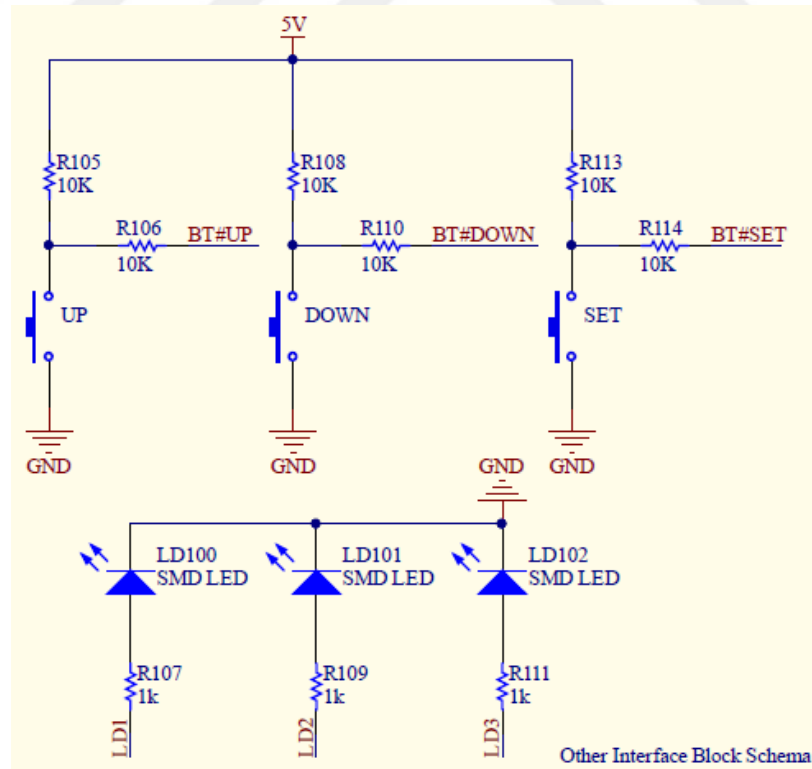 5V
R105
10K
R108
10K
R113
10K
R106
10K
BT#UP
R110
10K
BT#DOWN
R114
10K
BT#SET
UP
DOWN
SET
GND
GND
GND
GND
LD100
SMD LED
LD101
SMD LED
LD102
SMD LED
R107
1k
R109
1k
R111
1k
LD1
LD2
LD3
Other Interface Block Schema